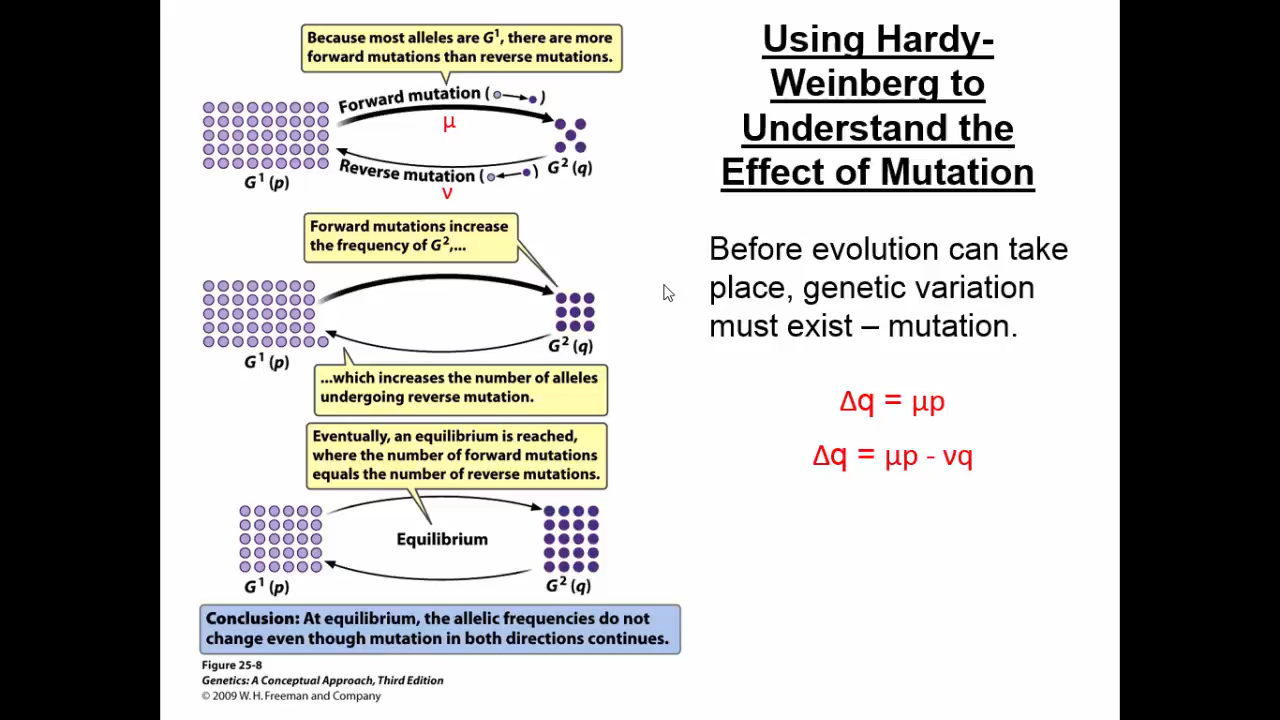 Because most alleles are G¹, there are more
forward mutations than reverse mutations.
Forward mutation ( )
μ
Reverse mutation ( )
ν
G¹ (p)
G² (q)
Forward mutations increase
the frequency of G²,...
G¹ (p)
G² (q)
...which increases the number of alleles
undergoing reverse mutation.
Eventually, an equilibrium is reached,
where the number of forward mutations
equals the number of reverse mutations.
Equilibrium
G¹ (p)
G² (q)
Conclusion: At equilibrium, the allelic frequencies do not
change even though mutation in both directions continues.
Figure 25-8
Genetics: A Conceptual Approach, Third Edition
© 2009 W. H. Freeman and Company
Using Hardy-
Weinberg to
Understand the
Effect of Mutation
Before evolution can take
place, genetic variation
must exist – mutation.
Δq = μp
Δq = μp - νq